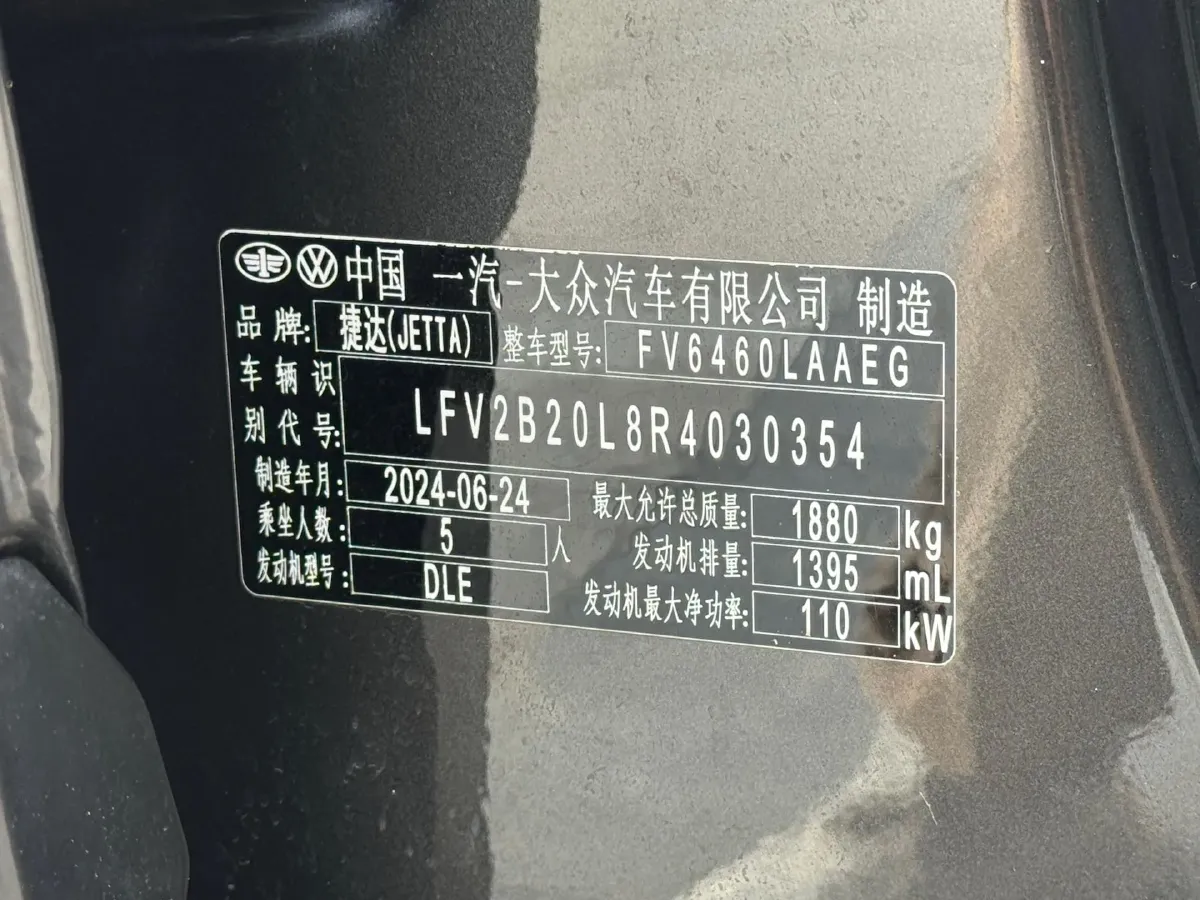 中国 一汽-大众汽车有限公司 制造
品牌: 捷达(JETTA) 整车型号: FV6460LAAEG
车辆识别代号: LFV2B20L8R4030354
制造年月: 2024-06-24 最大允许总质量: 1880 kg
乘坐人数: 5 人 发动机排量: 1395 mL
发动机型号: DLE 发动机最大净功率: 110 kW